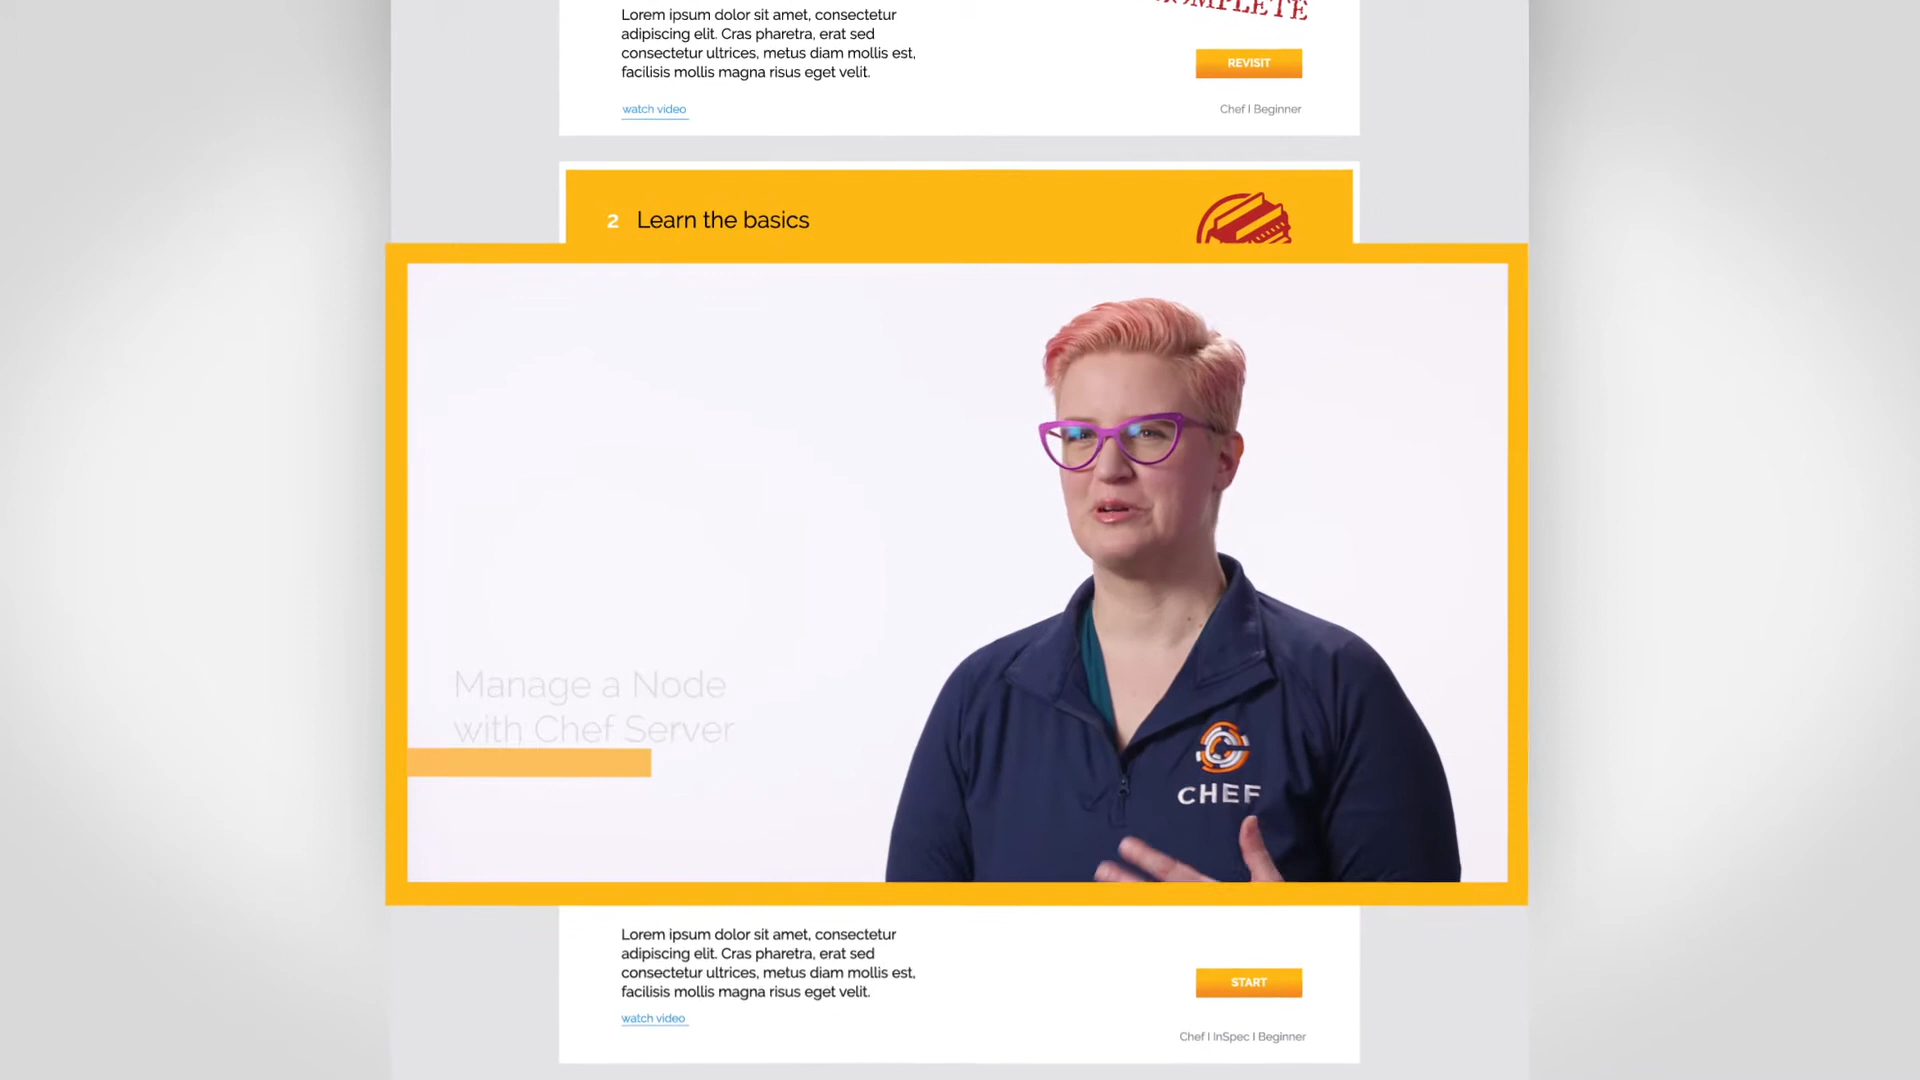 Lorem ipsum dolor sit amet, consectetur
adipiscing elit. Cras pharetra, erat sed
consectetur ultrices, metus diam mollis est,
facilisis mollis magna risus eget velit.
REVISIT
watch video
Chef I Beginner
2 Learn the basics
Manage a Node
with Chef Server
CHEF
Lorem ipsum dolor sit amet, consectetur
adipiscing elit. Cras pharetra, erat sed
consectetur ultrices, metus diam mollis est,
facilisis mollis magna risus eget velit.
START
watch video
Chef I InSpec I Beginner